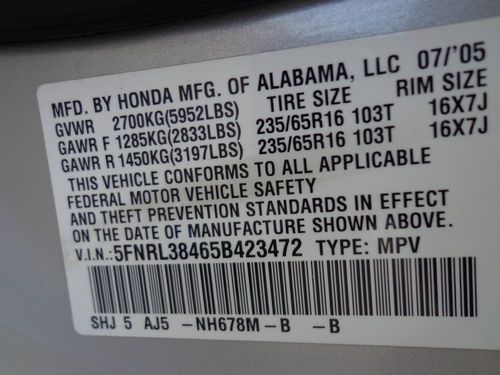 MFD. BY HONDA MFG. OF ALABAMA, LLC 07/'05
GVWR 2700KG(5952LBS) TIRE SIZE RIM SIZE
GAWR F 1285KG(2833LBS) 235/65R16 103T 16X7J
GAWR R 1450KG(3197LBS) 235/65R16 103T 16X7J
THIS VEHICLE CONFORMS TO ALL APPLICABLE
FEDERAL MOTOR VEHICLE SAFETY
AND THEFT PREVENTION STANDARDS IN EFFECT
ON THE DATE OF MANUFACTURE SHOWN ABOVE.
V.I.N.: 5FNRL38465B423472 TYPE: MPV
SHJ 5 AJ5 -NH678M-B -B